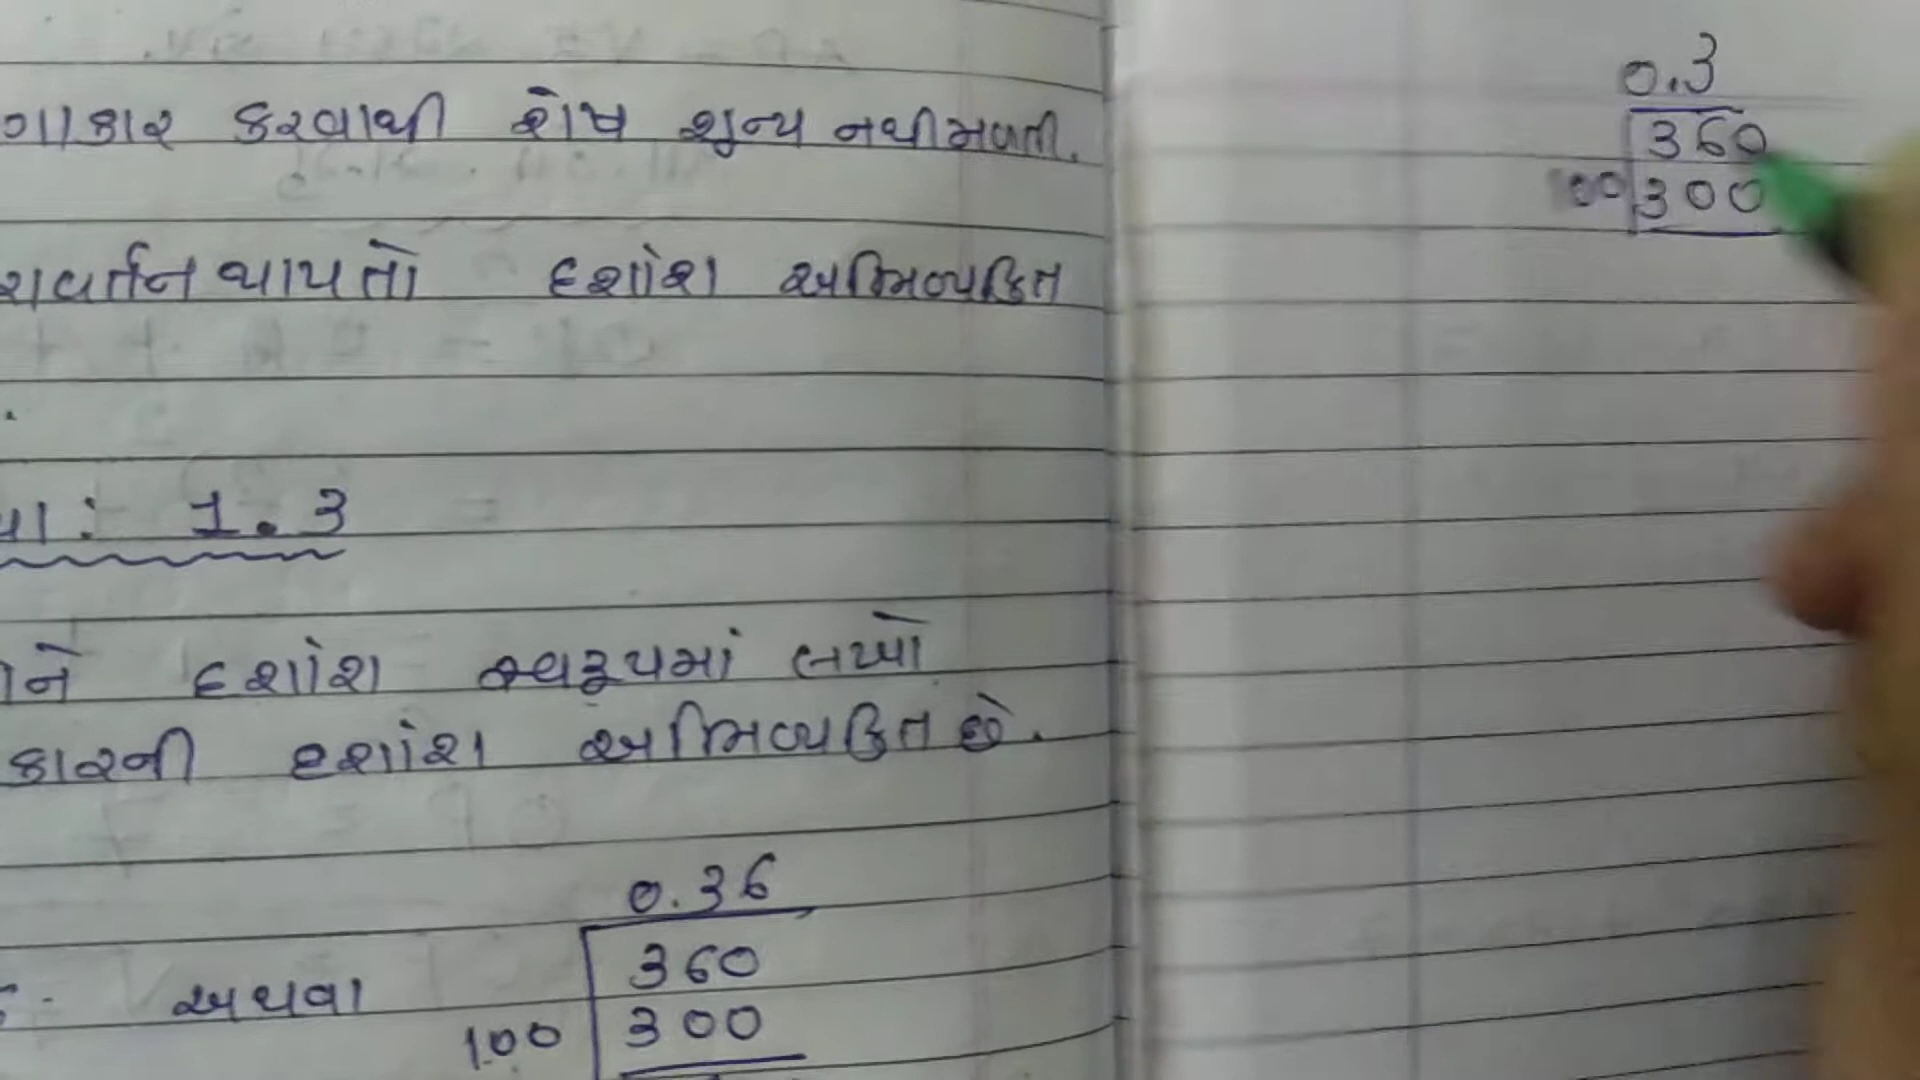 ગાકાર કરવાથી શેષ શૂન્ય નથી મળતી.
રાવર્તન થાય તો દશાંશ અભિવ્યક્તિ
.
યા: 1.3
ને દશાંશ સ્વરૂપમાં લખો
કારની દશાંશ અભિવ્યક્તિ છે.
0.36
360
અથવા
100 300
0.3
360
100 300